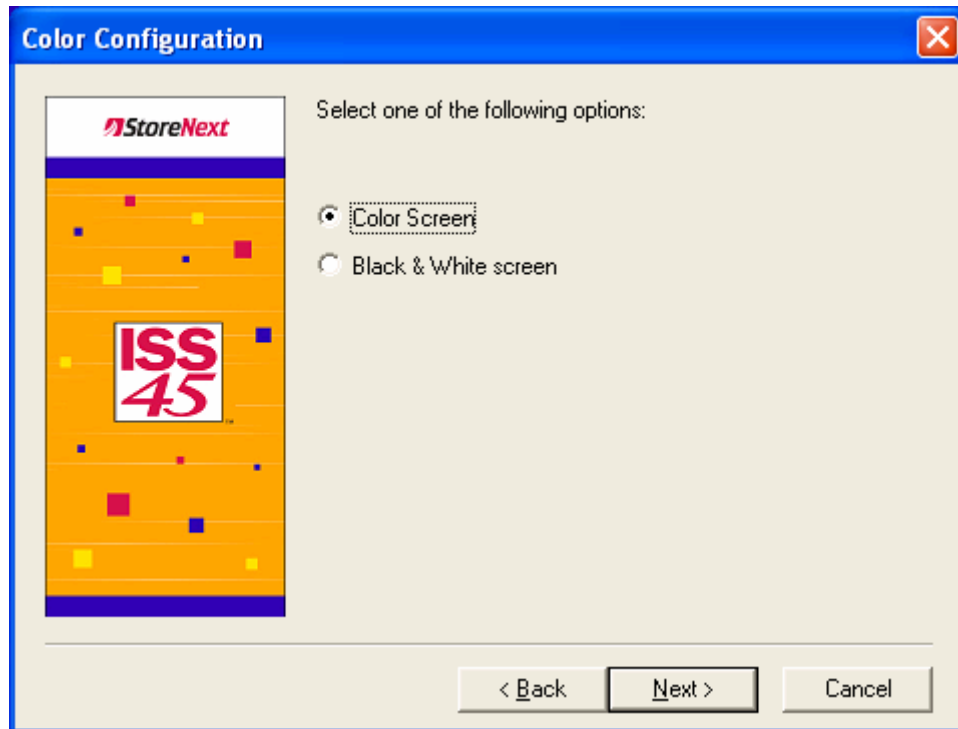 Color Configuration
StoreNext
Select one of the following options:
Color Screen
Black & White screen
ISS
45
™
< Back
Next >
Cancel